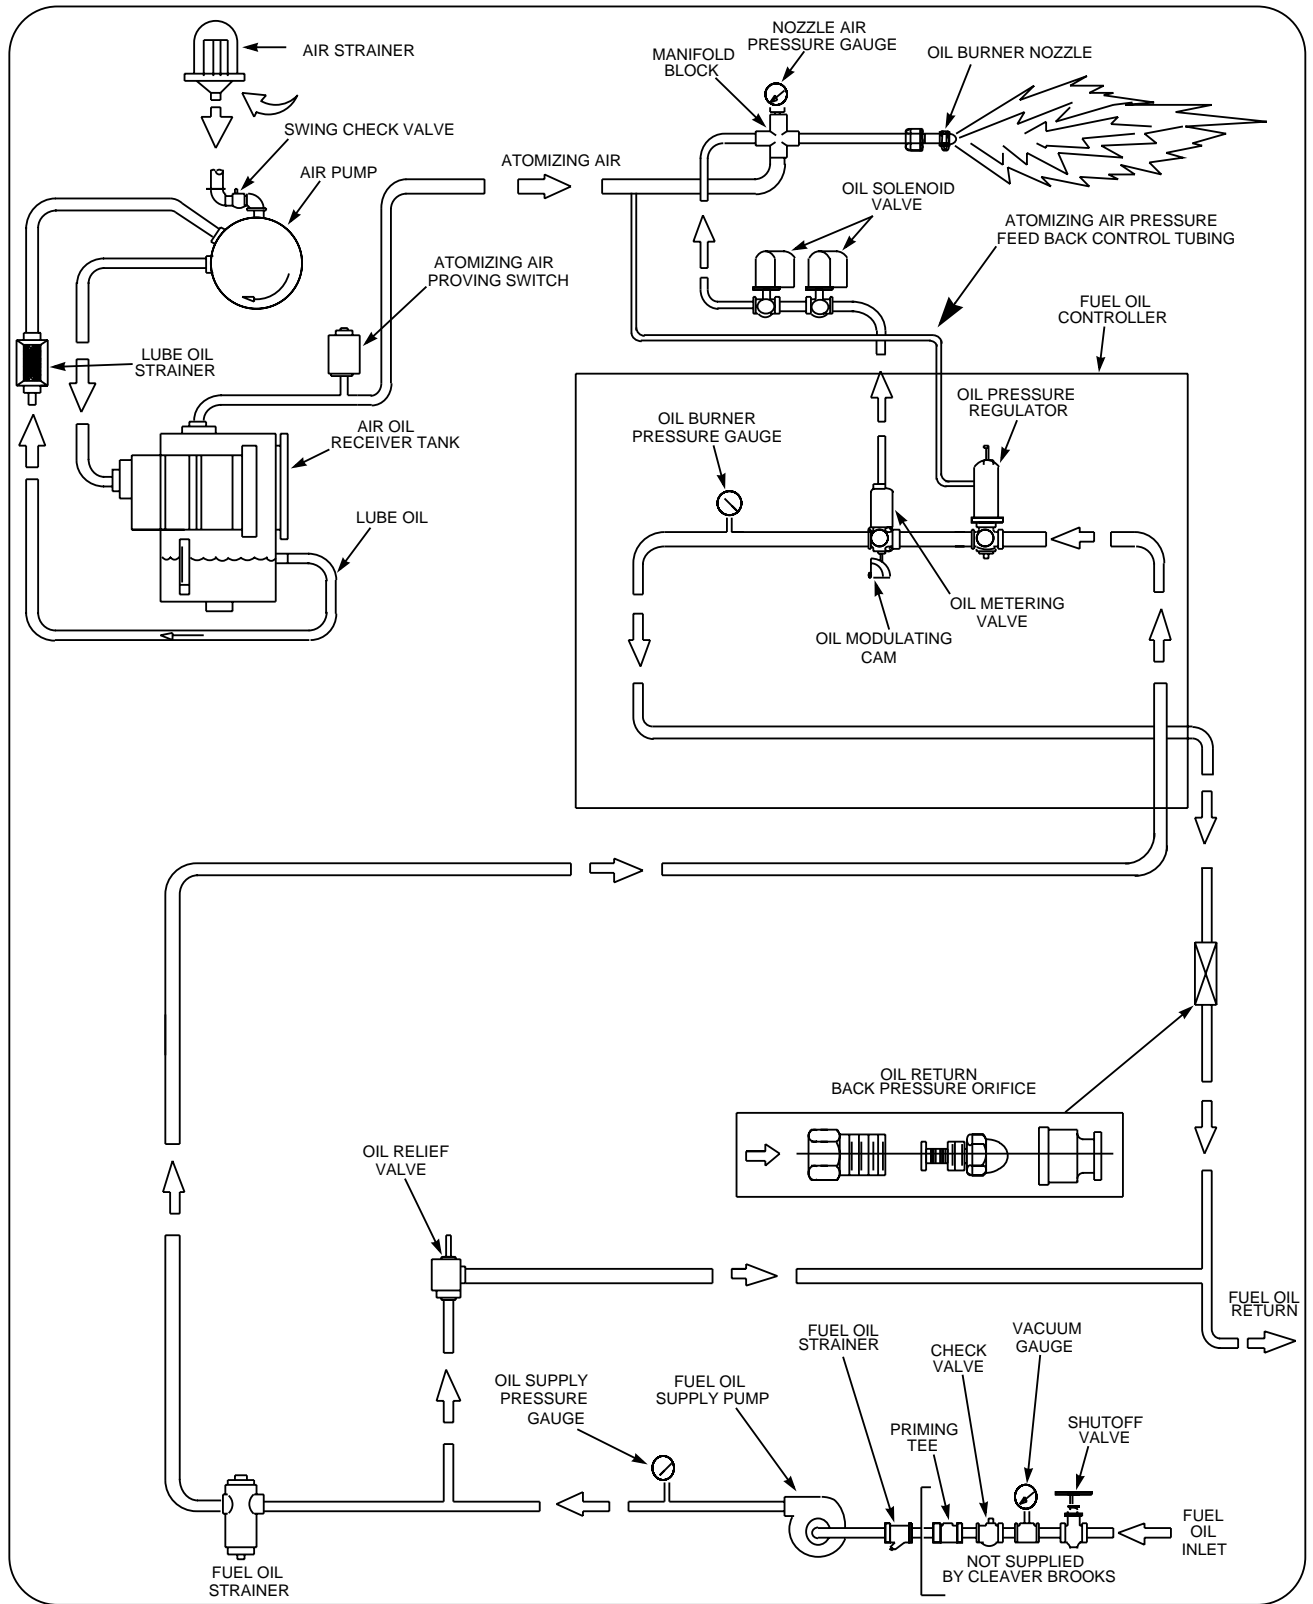 AIR STRAINER
SWING CHECK VALVE
AIR PUMP
ATOMIZING AIR
MANIFOLD
BLOCK
NOZZLE AIR
PRESSURE GAUGE
OIL BURNER NOZZLE
OIL SOLENOID
VALVE
ATOMIZING AIR PRESSURE
FEED BACK CONTROL TUBING
ATOMIZING AIR
PROVING SWITCH
FUEL OIL
CONTROLLER
LUBE OIL
STRAINER
AIR OIL
RECEIVER TANK
OIL BURNER
PRESSURE GAUGE
OIL PRESSURE
REGULATOR
LUBE OIL
OIL METERING
VALVE
OIL MODULATING
CAM
OIL RETURN
BACK PRESSURE ORIFICE
OIL RELIEF
VALVE
FUEL OIL
RETURN
OIL SUPPLY
PRESSURE
GAUGE
FUEL OIL
SUPPLY PUMP
FUEL OIL
STRAINER
PRIMING
TEE
CHECK
VALVE
VACUUM
GAUGE
SHUTOFF
VALVE
FUEL
OIL
INLET
NOT SUPPLIED
BY CLEAVER BROOKS
FUEL OIL
STRAINER